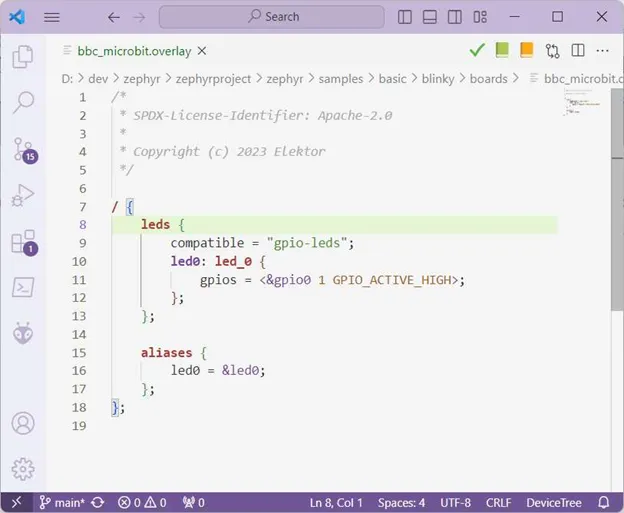 Search
bbc_microbit.overlay
D: > dev > zephyr > zephyrproject > zephyr > samples > basic > blinky > boards > bbc_microbit.c
1 /*
2  * SPDX-License-Identifier: Apache-2.0
3  *
4  * Copyright (c) 2023 Elektor
5  */
6
7 / {
8     leds {
9         compatible = "gpio-leds";
10         led0: led_0 {
11             gpios = <&gpio0 1 GPIO_ACTIVE_HIGH>;
12         };
13     };
14
15     aliases {
16         led0 = &led0;
17     };
18 };
19
15
1
main* 0 0 0 Ln 8, Col 1 Spaces: 4 UTF-8 CRLF DeviceTree